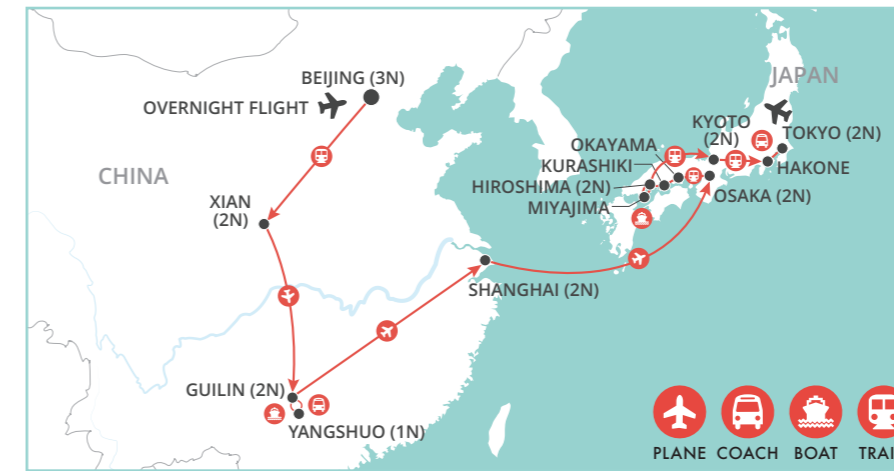 BEIJING (3N)
OVERNIGHT FLIGHT
CHINA
XIAN
(2N)
GUILIN (2N)
YANGSHUO (1N)
SHANGHAI (2N)
JAPAN
KYOTO
(2N)
TOKYO (2N)
OKAYAMA
KURASHIKI
HAKONE
HIROSHIMA (2N)
OSAKA (2N)
MIYAJIMA
PLANE COACH BOAT TRAI